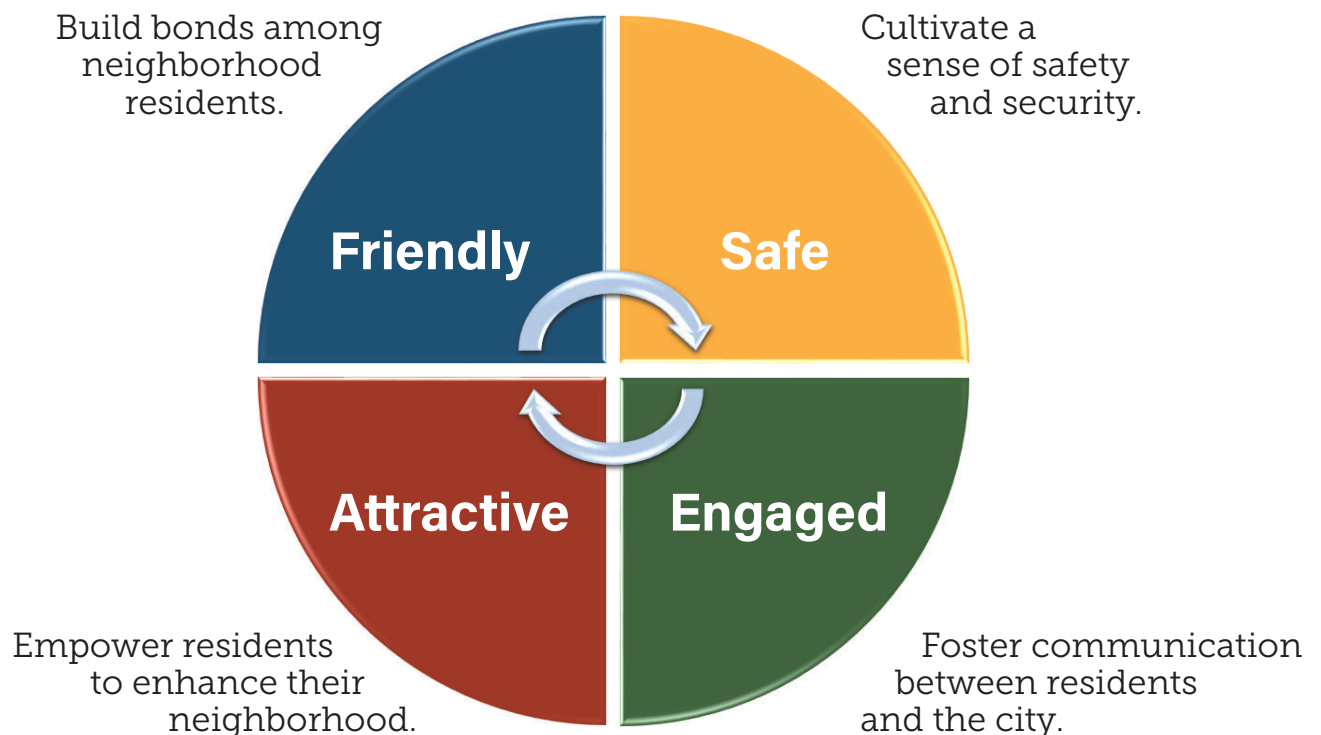 Build bonds among
neighborhood
residents.
Cultivate a
sense of safety
and security.
Friendly
Safe
Attractive
Engaged
Empower residents
to enhance their
neighborhood.
Foster communication
between residents
and the city.